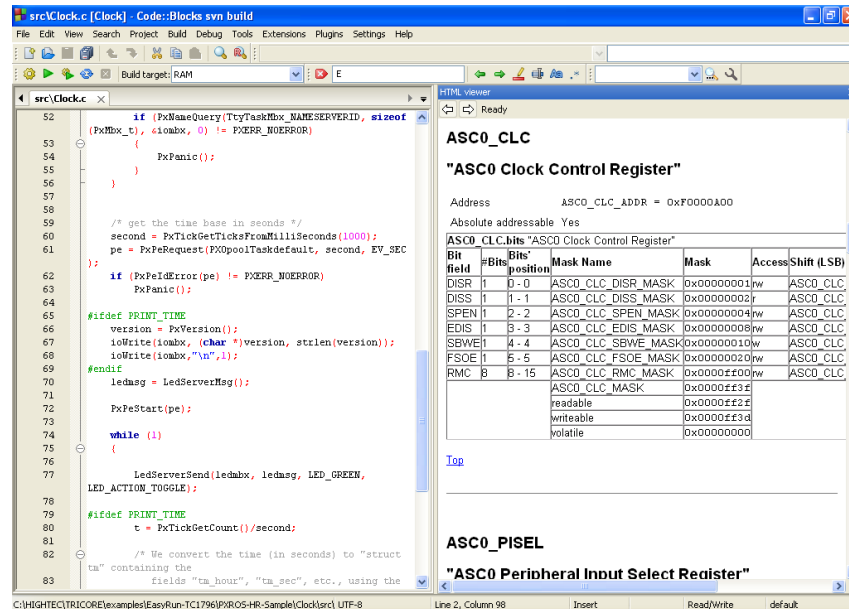 src\Clock.c [Clock] - Code::Blocks svn build
File Edit View Search Project Build Debug Tools Extensions Plugins Settings Help
Build target: RAM E
src\Clock.c
HTML viewer
Ready
52 if (PxNameQuery(TtyTaskMbx_NAMESERVERID, sizeof
(PxMbx_t), &iombx, 0) != PXERR_NOERROR)
53 {
54 PxPanic();
55 }
56 }
57
58
59 /* get the time base in seonds */
60 second = PxTickGetTicksFromMilliSeconds(1000);
61 pe = PxPeRequest(PXOpoolTaskdefault, second, EV_SEC
);
62 if (PxPeIdError(pe) != PXERR_NOERROR)
63 PxPanic();
64
65 #ifdef PRINT_TIME
66 version = PxVersion();
67 ioWrite(iombx, (char *)version, strlen(version));
68 ioWrite(iombx,"\n",1);
69 #endif
70 ledmsg = LedServerMsg();
71
72 PxPeStart(pe);
73
74 while (1)
75 {
76
77 LedServerSend(ledmbx, ledmsg, LED_GREEN,
LED_ACTION_TOGGLE);
78
79 #ifdef PRINT_TIME
80 t = PxTickGetCount()/second;
81
82 /* We convert the time (in seconds) to "struct
tm" containing the
83 fields "tm_hour", "tm_sec", etc., using the
ASC0_CLC
"ASC0 Clock Control Register"
Address ASC0_CLC_ADDR = 0xF0000A00
Absolute addressable Yes
ASC0_CLC.bits "ASC0 Clock Control Register"
Bit field #Bits Bits' position Mask Name Mask Access Shift (LSB)
DISR 1 0 - 0 ASC0_CLC_DISR_MASK 0x00000001 rw ASC0_CLC_
DISS 1 1 - 1 ASC0_CLC_DISS_MASK 0x00000002 r ASC0_CLC_
SPEN 1 2 - 2 ASC0_CLC_SPEN_MASK 0x00000004 rw ASC0_CLC_
EDIS 1 3 - 3 ASC0_CLC_EDIS_MASK 0x00000008 rw ASC0_CLC_
SBWE 1 4 - 4 ASC0_CLC_SBWE_MASK 0x00000010 w ASC0_CLC_
FSOE 1 5 - 5 ASC0_CLC_FSOE_MASK 0x00000020 rw ASC0_CLC_
RMC 8 8 - 15 ASC0_CLC_RMC_MASK 0x0000ff00 rw ASC0_CLC_
ASC0_CLC_MASK 0x0000ff3f
readable 0x0000ff2f
writeable 0x0000ff3d
volatile 0x00000000
Top
ASC0_PISEL
"ASC0 Peripheral Input Select Register"
C:\HIGHTEC\TRICORE\examples\EasyRun-TC1796\PXROS-HR-Sample\Clock\src\ UTF-8 Line 2, Column 98 Insert Read/Write default